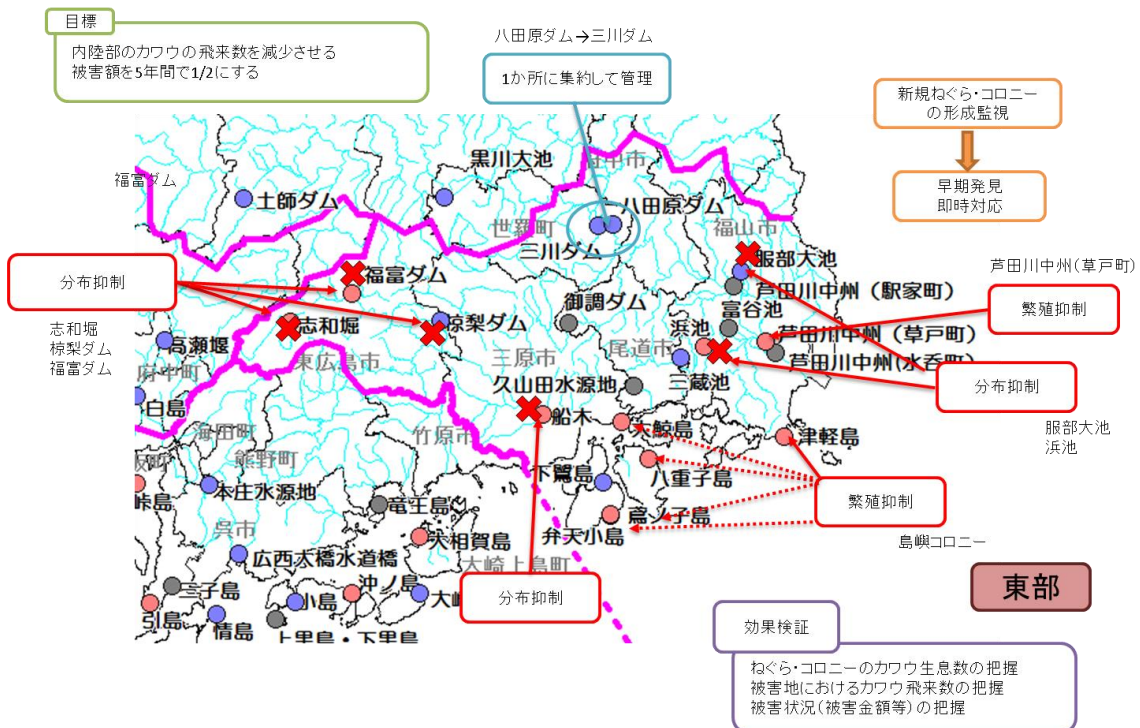 目標
内陸部のカワウの飛来数を減少させる
被害額を5年間で1/2にする
八田原ダム→三川ダム
1か所に集約して管理
新規ねぐら・コロニー
の形成監視
早期発見
即時対応
福富ダム
土師ダム
黒川大池
府中市
世羅町
八田原ダム
三川ダム
福山市
服部大池
芦田川中州(草戸町)
分布抑制
福富ダム
志和堀
椋梨ダム
福富ダム
志和堀
椋梨ダム
御調ダム
芦田川中州（駅家町）
富谷池
浜池
芦田川中州（草戸町）
芦田川中州(水呑町)
繁殖抑制
分布抑制
服部大池
浜池
高瀬堰
府中町
東広島市
三原市
尾道市
三蔵池
久山田水源地
白島
海田町
熊野町
竹原市
船木
大鯨島
津軽島
八重子島
下鷺島
本庄水源地
竜王島
鳶ノ子島
弁天小島
繁殖抑制
島嶼コロニー
呉市
広西大橋水道橋
大相賀島
大崎上島町
三子島
小島
沖ノ島
引島
情島
上黒島・下黒島
分布抑制
東部
効果検証
ねぐら・コロニーのカワウ生息数の把握
被害地におけるカワウ飛来数の把握
被害状況(被害金額等)の把握